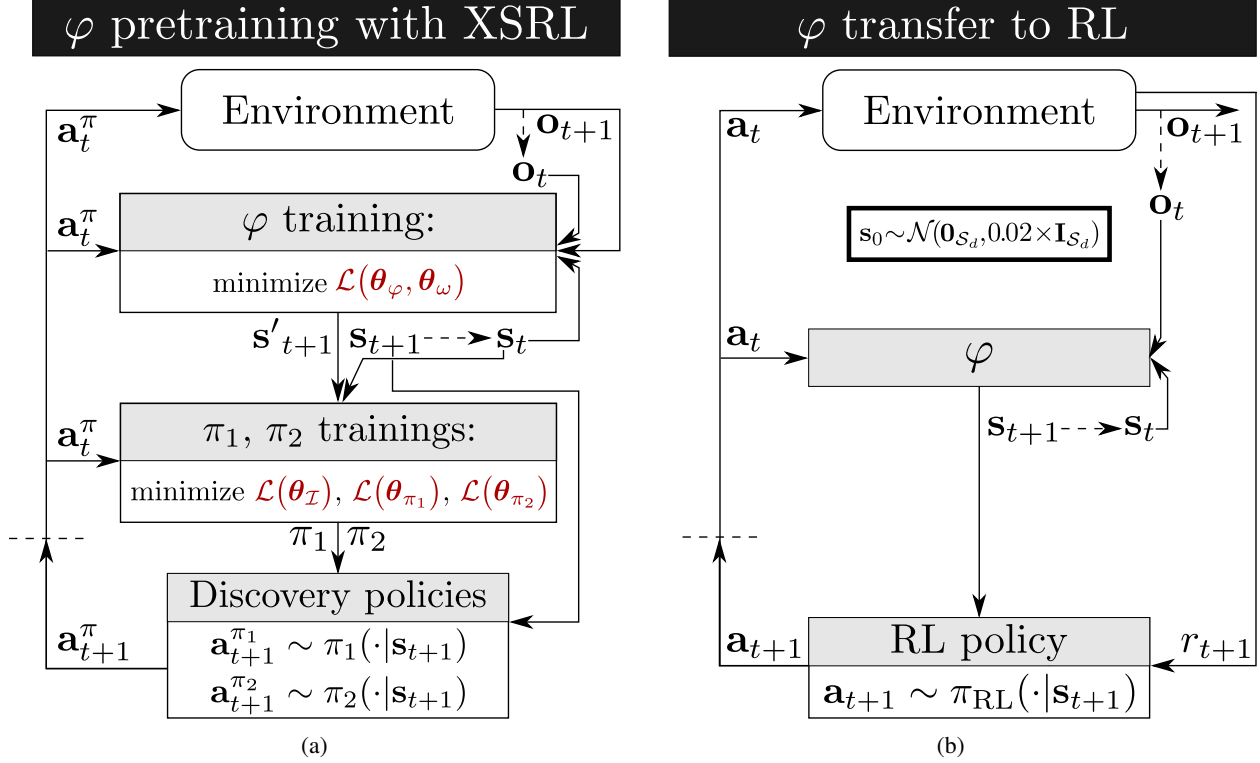 φ pretraining with XSRL
Environment
a_t^π
o_{t+1}
o_t
a_t^π
φ training:
minimize 𝓛(θ_φ, θ_ω)
s'_{t+1} s_{t+1} s_t
a_t^π
π_1, π_2 trainings:
minimize 𝓛(θ_𝓘), 𝓛(θ_{π_1}), 𝓛(θ_{π_2})
π_1 π_2
Discovery policies
a_{t+1}^π
a_{t+1}^{π_1} ∼ π_1(·|s_{t+1})
a_{t+1}^{π_2} ∼ π_2(·|s_{t+1})
(a)
φ transfer to RL
Environment
a_t
o_{t+1}
o_t
s_0∼𝓝(0_{𝓢_d},0.02×I_{𝓢_d})
a_t
φ
s_{t+1} s_t
a_{t+1}
RL policy
r_{t+1}
a_{t+1} ∼ π_{RL}(·|s_{t+1})
(b)